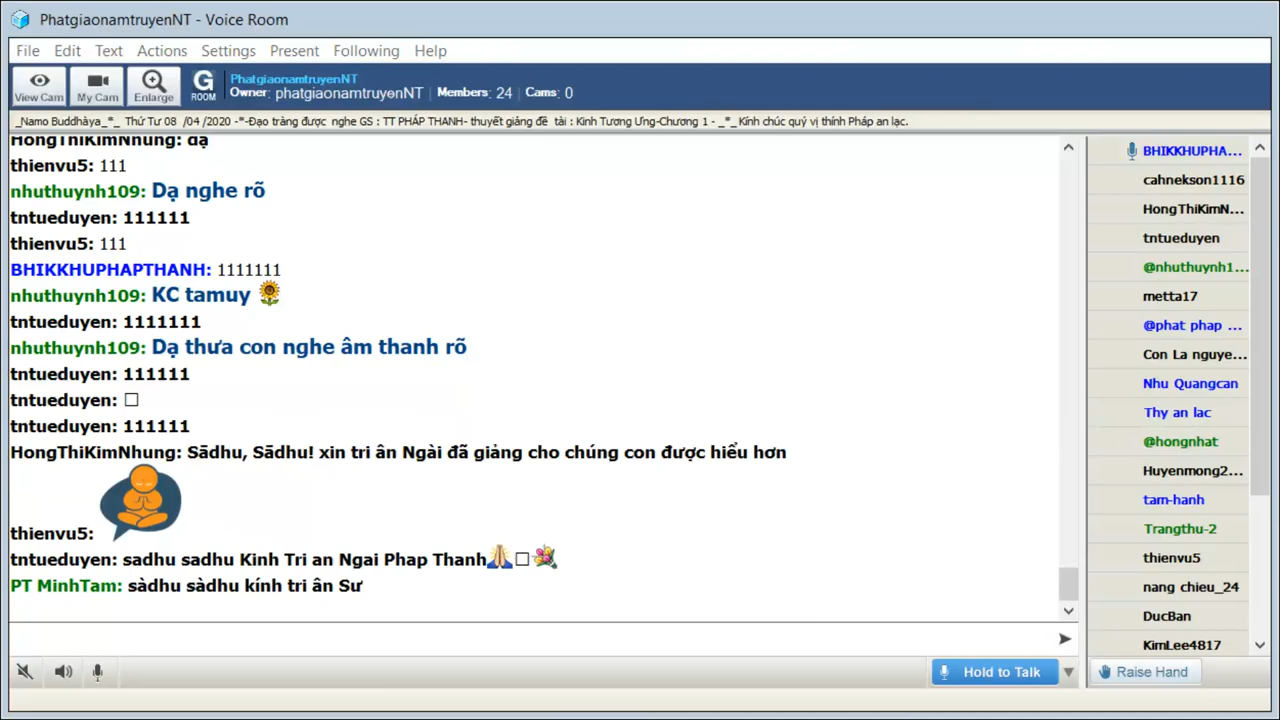 PhatgiaonamtruyenNT - Voice Room
File Edit Text Actions Settings Present Following Help
View Cam My Cam Enlarge G ROOM
PhatgiaonamtruyenNT
Owner: phatgiaonamtruyenNT Members: 24 Cams: 0
_Namo Buddhàya_*_ Thứ Tư 08 /04 /2020 -*-Đạo tràng được nghe GS : TT PHÁP THANH- thuyết giảng đề tài : Kinh Tương Ưng-Chương 1 - _*_ Kính chúc quý vị thính Pháp an lạc.
HongThiKimNhung: dạ
thienvu5: 111
nhuthuynh109: Dạ nghe rõ
tntueduyen: 111111
thienvu5: 111
BHIKKHUPHAPTHANH: 1111111
nhuthuynh109: KC tamuy
tntueduyen: 1111111
nhuthuynh109: Dạ thưa con nghe âm thanh rõ
tntueduyen: 111111
tntueduyen: □
tntueduyen: 111111
HongThiKimNhung: Sādhu, Sādhu! xin tri ân Ngài đã giảng cho chúng con được hiểu hơn
thienvu5:
tntueduyen: sadhu sadhu Kinh Tri an Ngai Phap Thanh🙏□💐
PT MinhTam: sàdhu sàdhu kính tri ân Sư
BHIKKHUPHA...
cahnekson1116
HongThiKimN...
tntueduyen
@nhuthuynh1...
metta17
@phat phap ...
Con La nguye...
Nhu Quangcan
Thy an lac
@hongnhat
Huyenmong2...
tam-hanh
Trangthu-2
thienvu5
nang chieu_24
DucBan
KimLee4817
Hold to Talk
Raise Hand